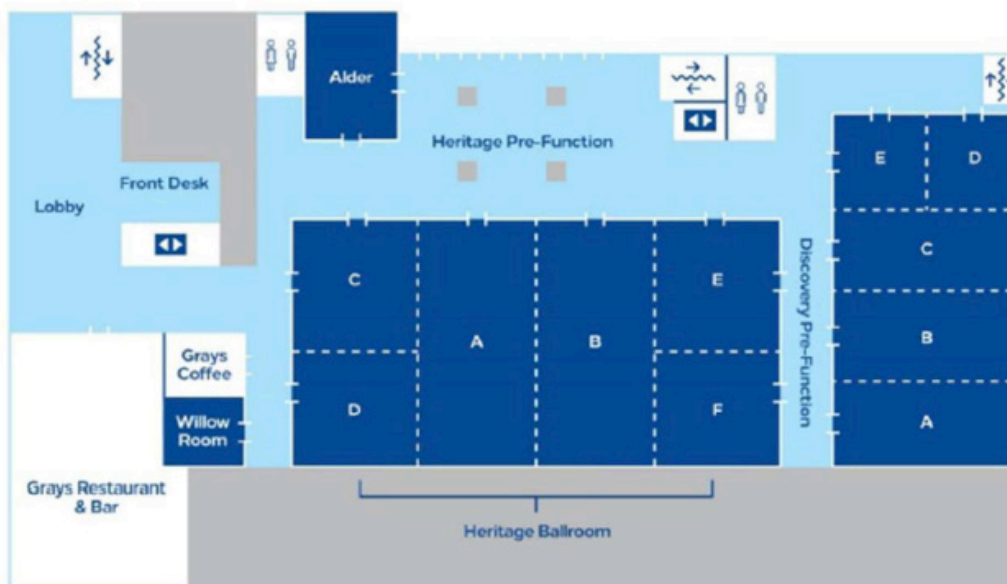 Alder
Heritage Pre-Function
Front Desk
Lobby
E
D
C
B
A
Discovery Pre-Function
C
A
B
E
D
F
Grays
Coffee
Willow
Room
Grays Restaurant
& Bar
Heritage Ballroom